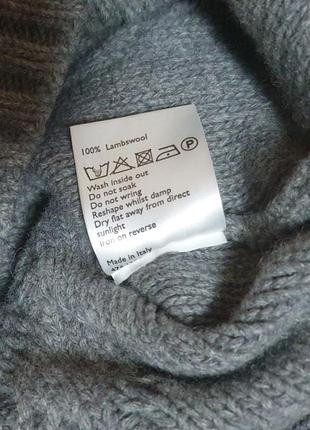 100% Lambswool
P
Wash inside out
Do not soak
Do not wring
Reshape whilst damp
Dry flat away from direct
sunlight
Iron on reverse
Made in Italy